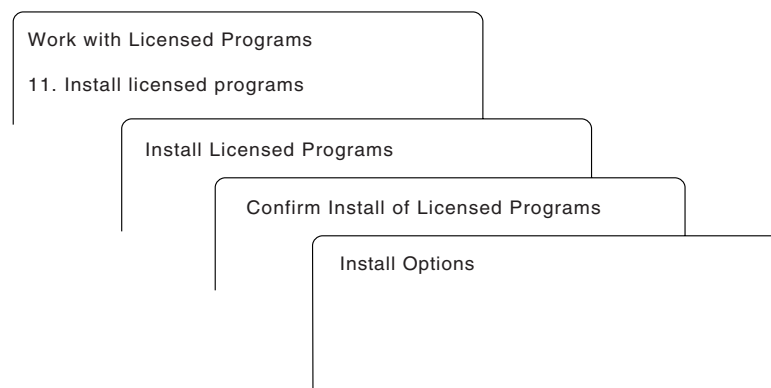 Work with Licensed Programs
11. Install licensed programs
Install Licensed Programs
Confirm Install of Licensed Programs
Install Options